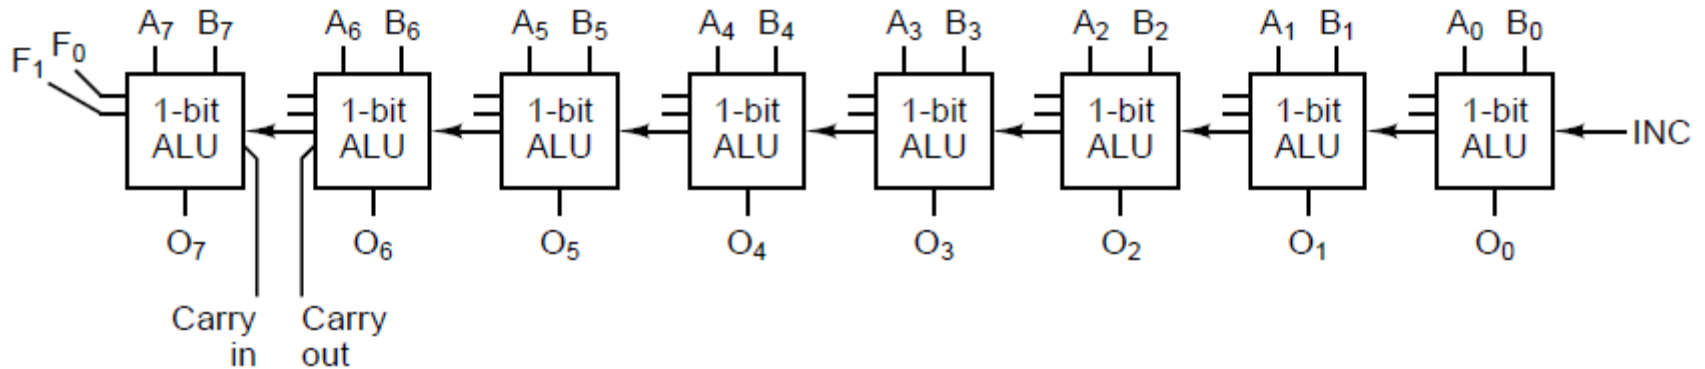 F₁ F₀ A₇ B₇ A₆ B₆ A₅ B₅ A₄ B₄ A₃ B₃ A₂ B₂ A₁ B₁ A₀ B₀
1-bit 1-bit 1-bit 1-bit 1-bit 1-bit 1-bit 1-bit
ALU ALU ALU ALU ALU ALU ALU ALU INC
O₇ O₆ O₅ O₄ O₃ O₂ O₁ O₀
Carry Carry
in out